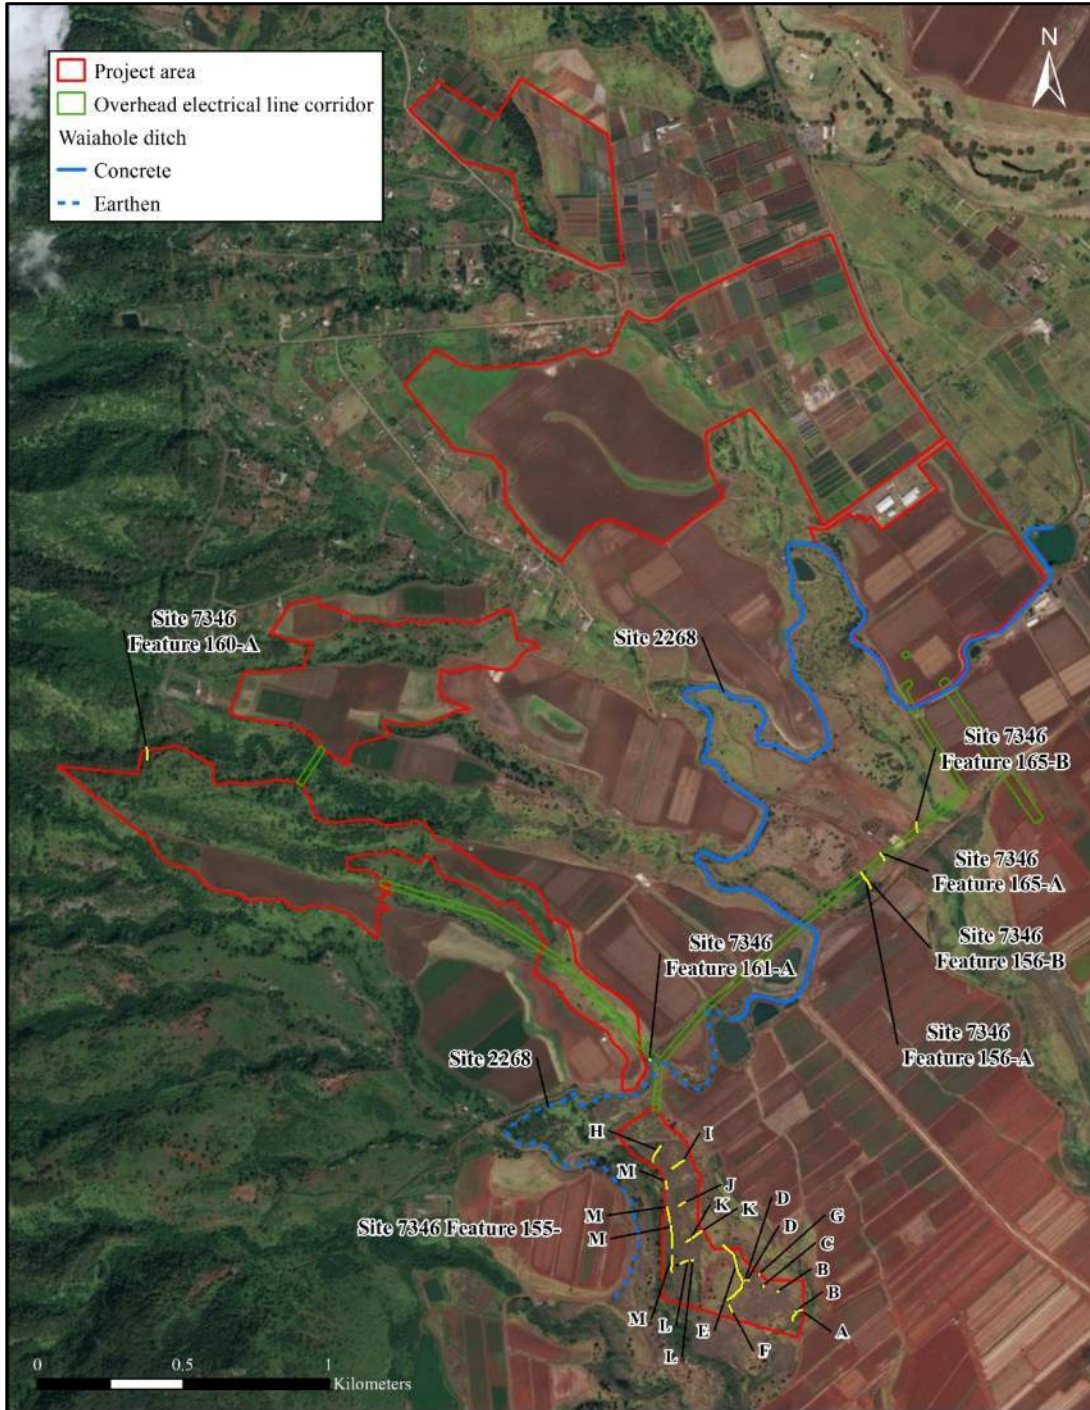 N
Project area
Overhead electrical line corridor
Waiahole ditch
Concrete
Earthen
Site 7346
Feature 160-A
Site 2268
Site 7346
Feature 165-B
Site 7346
Feature 165-A
Site 7346
Feature 161-A
Site 7346
Feature 156-B
Site 7346
Feature 156-A
Site 2268
H
I
M
J
D
K
K
D
G
M
C
Site 7346 Feature 155-
M
B
B
M
L
E
F
A
L
0
0.5
1
Kilometers